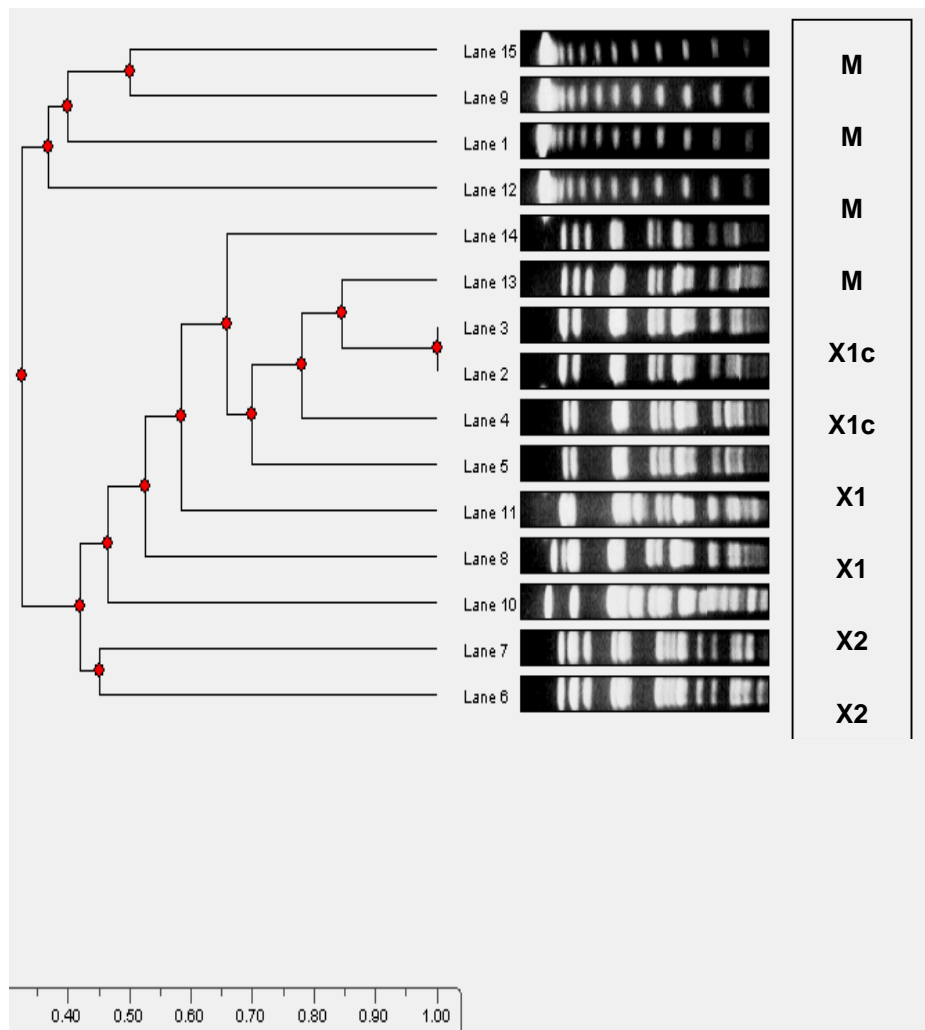 Lane 15
Lane 9
Lane 1
Lane 12
Lane 14
Lane 13
Lane 3
Lane 2
Lane 4
Lane 5
Lane 11
Lane 8
Lane 10
Lane 7
Lane 6
M
M
M
M
X1c
X1c
X1
X1
X2
X2
0.40 0.50 0.60 0.70 0.80 0.90 1.00